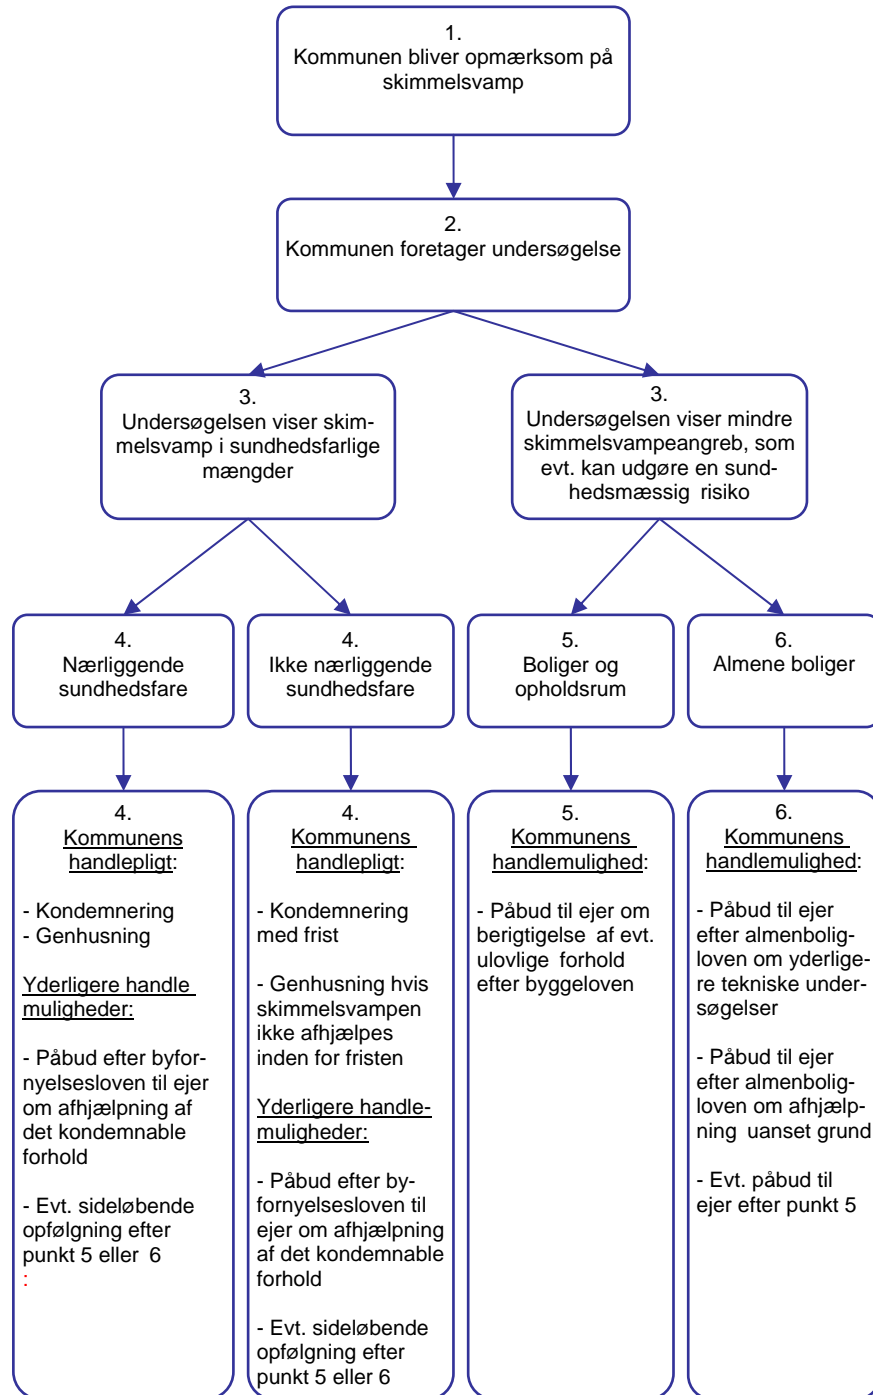 1.
Kommunen bliver opmærksom på
skimmelsvamp
2.
Kommunen foretager undersøgelse
3.
Undersøgelsen viser skim-
melsvamp i sundhedsfarlige
mængder
3.
Undersøgelsen viser mindre
skimmelsvampeangreb, som
evt. kan udgøre en sund-
hedsmæssig risiko
4.
Nærliggende
sundhedsfare
4.
Ikke nærliggende
sundhedsfare
5.
Boliger og
opholdsrum
6.
Almene boliger
4.
Kommunens
handlepligt:
- Kondemnering
- Genhusning
Yderligere handle
muligheder:
- Påbud efter byfor-
nyelsesloven til ejer
om afhjælpning af
det kondemnable
forhold
- Evt. sideløbende
opfølgning efter
punkt 5 eller 6
:
4.
Kommunens
handlepligt:
- Kondemnering
med frist
- Genhusning hvis
skimmelsvampen
ikke afhjælpes
inden for fristen
Yderligere handle-
muligheder:
- Påbud efter by-
fornyelsesloven til
ejer om afhjælpning
af det kondemnable
forhold
- Evt. sideløbende
opfølgning efter
punkt 5 eller 6
5.
Kommunens
handlemulighed:
- Påbud til ejer om
berigtigelse af evt.
ulovlige forhold
efter byggeloven
6.
Kommunens
handlemulighed:
- Påbud til ejer
efter almenbolig-
loven om yderlige-
re tekniske under-
søgelser
- Påbud til ejer
efter almenbolig-
loven om afhjælp-
ning uanset grund
- Evt. påbud til
ejer efter punkt 5